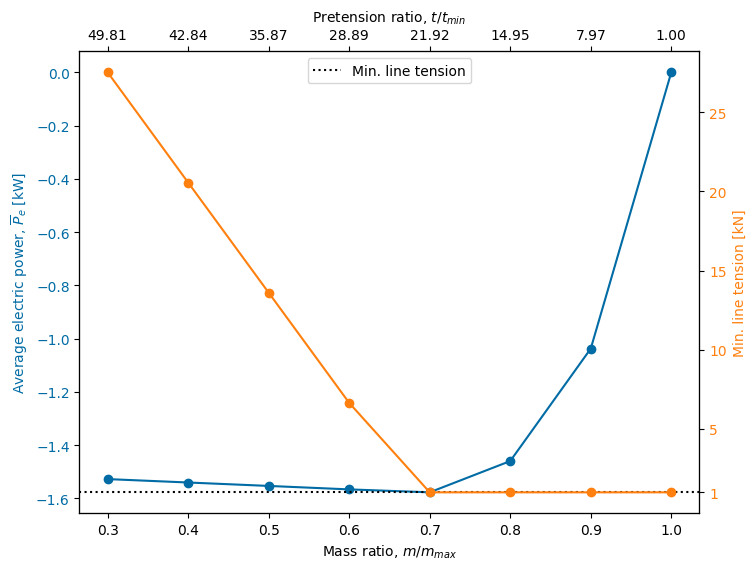 Pretension ratio, t/t_min
49.81 42.84 35.87 28.89 21.92 14.95 7.97 1.00
Min. line tension
0.0
−0.2
−0.4
−0.6
−0.8
−1.0
−1.2
−1.4
−1.6
Average electric power, P̅_e [kW]
25
20
15
10
5
1
Min. line tension [kN]
0.3 0.4 0.5 0.6 0.7 0.8 0.9 1.0
Mass ratio, m/m_max